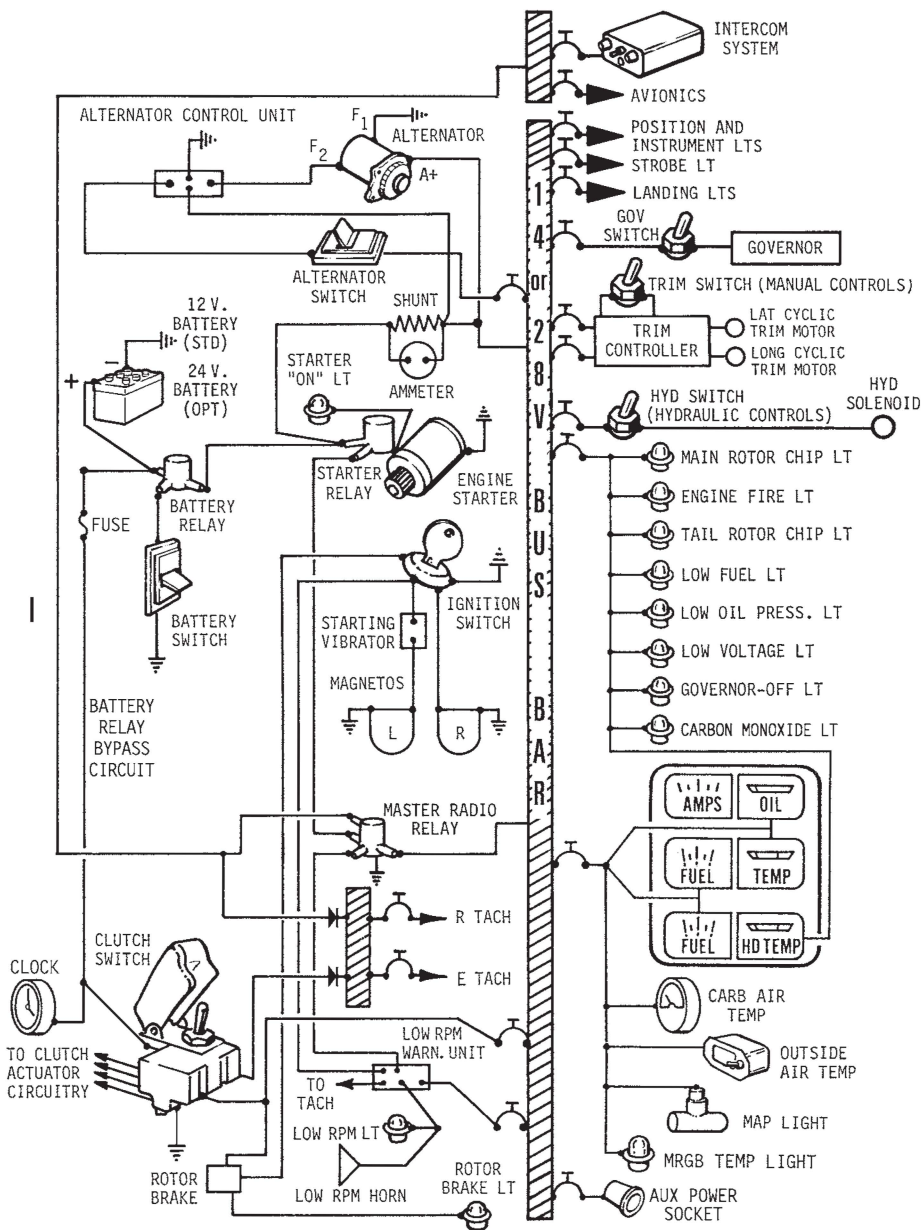 INTERCOM
SYSTEM
AVIONICS
ALTERNATOR CONTROL UNIT
F1
ALTERNATOR
F2
A+
POSITION AND
INSTRUMENT LTS
STROBE LT
LANDING LTS
GOV
SWITCH
GOVERNOR
ALTERNATOR
SWITCH
TRIM SWITCH (MANUAL CONTROLS)
12 V.
BATTERY
(STD)
24 V.
BATTERY
(OPT)
-
+
SHUNT
AMMETER
STARTER
"ON" LT
TRIM
CONTROLLER
LAT CYCLIC
TRIM MOTOR
LONG CYCLIC
TRIM MOTOR
HYD SWITCH
(HYDRAULIC CONTROLS)
HYD
SOLENOID
14 or 28 V BUS BAR
STARTER
RELAY
ENGINE
STARTER
BATTERY
RELAY
FUSE
MAIN ROTOR CHIP LT
ENGINE FIRE LT
TAIL ROTOR CHIP LT
LOW FUEL LT
LOW OIL PRESS. LT
LOW VOLTAGE LT
GOVERNOR-OFF LT
CARBON MONOXIDE LT
BATTERY
SWITCH
IGNITION
SWITCH
STARTING
VIBRATOR
MAGNETOS
L
R
BATTERY
RELAY
BYPASS
CIRCUIT
MASTER RADIO
RELAY
AMPS
OIL
FUEL
TEMP
FUEL
HD TEMP
R TACH
E TACH
CLUTCH
SWITCH
CLOCK
TO CLUTCH
ACTUATOR
CIRCUITRY
LOW RPM
WARN. UNIT
TO
TACH
LOW RPM LT
LOW RPM HORN
ROTOR
BRAKE
ROTOR
BRAKE LT
CARB AIR
TEMP
OUTSIDE
AIR TEMP
MAP LIGHT
MRGB TEMP LIGHT
AUX POWER
SOCKET